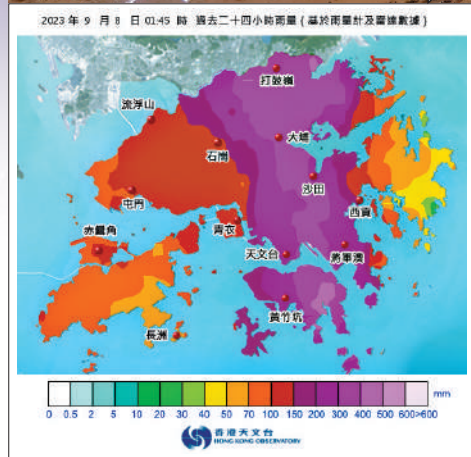 2023 年 9 月 8 日 01:45 時 過去二十四小時雨量 ( 基於雨量計及雷達數據 )
打鼓嶺
流浮山
大埔
石崗
沙田
屯門
西貢
赤鱲角
青衣
天文台
將軍澳
黃竹坑
長洲
mm
0 0.5 2 5 10 20 30 40 50 70 100 150 200 300 400 500 600 >600
香港天文台
HONG KONG OBSERVATORY